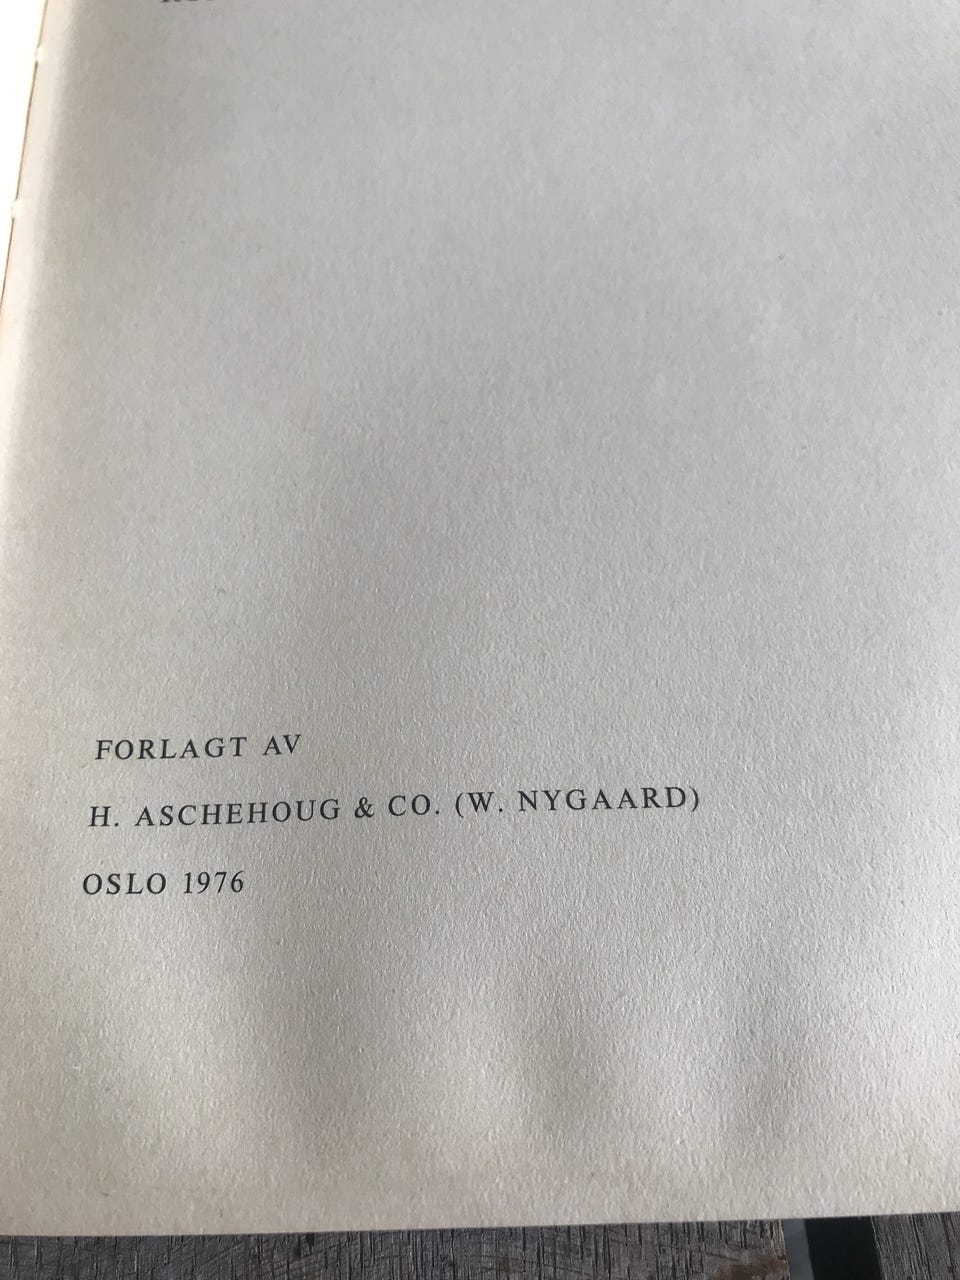 FORLAGT AV
H. ASCHEHOUG & CO. (W. NYGAARD)
OSLO 1976